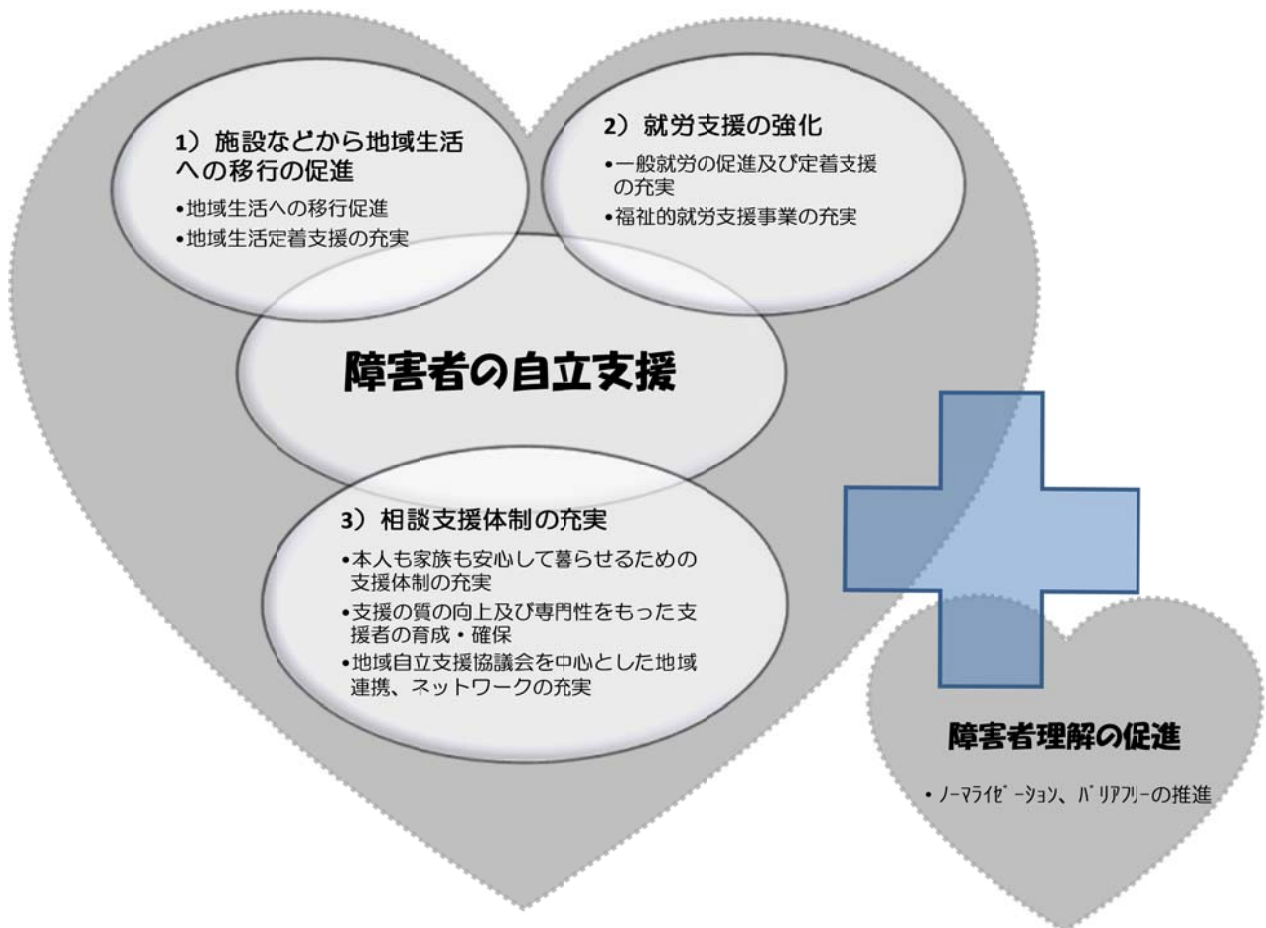 1）施設などから地域生活
への移行の促進
•地域生活への移行促進
•地域生活定着支援の充実
2）就労支援の強化
•一般就労の促進及び定着支援
の充実
•福祉的就労支援事業の充実
障害者の自立支援
3）相談支援体制の充実
•本人も家族も安心して暮らせるための
支援体制の充実
•支援の質の向上及び専門性をもった支
援者の育成・確保
•地域自立支援協議会を中心とした地域
連携、ネットワークの充実
障害者理解の促進
• ﾉｰﾏﾗｲｾﾞｰｼｮﾝ、ﾊﾞﾘｱﾌﾘｰの推進